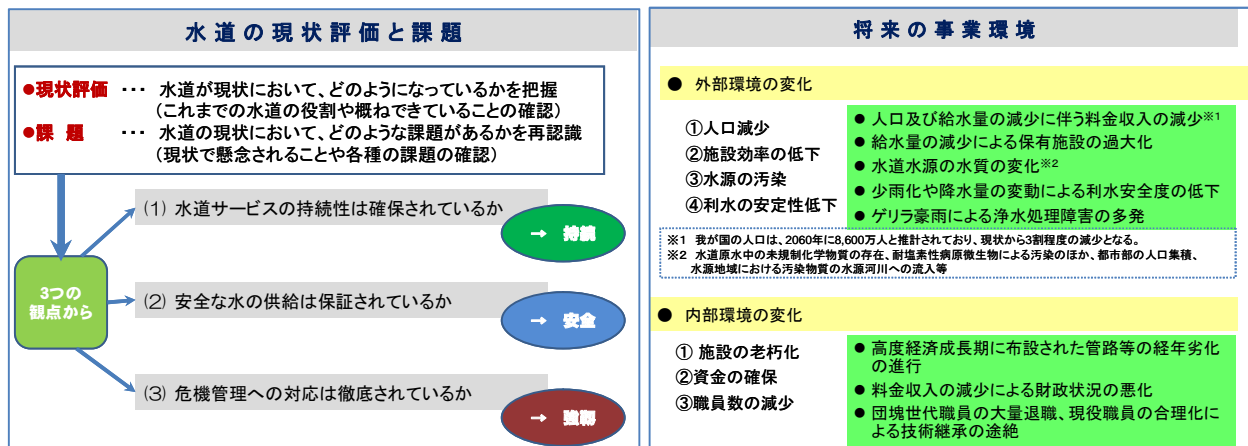 水道の現状評価と課題
●現状評価 ・・・ 水道が現状において、どのようになっているかを把握
(これまでの水道の役割や概ねできていることの確認)
●課 題 ・・・ 水道の現状において、どのような課題があるかを再認識
(現状で懸念されることや各種の課題の確認)
3つの
観点から
(1) 水道サービスの持続性は確保されているか
→ 持続
(2) 安全な水の供給は保証されているか
→ 安全
(3) 危機管理への対応は徹底されているか
→ 強靭
将来の事業環境
● 外部環境の変化
①人口減少
②施設効率の低下
③水源の汚染
④利水の安定性低下
● 人口及び給水量の減少に伴う料金収入の減少※1
● 給水量の減少による保有施設の過大化
● 水道水源の水質の変化※2
● 少雨化や降水量の変動による利水安全度の低下
● ゲリラ豪雨による浄水処理障害の多発
※1 我が国の人口は、2060年に8,600万人と推計されており、現状から3割程度の減少となる。
※2 水道原水中の未規制化学物質の存在、耐塩素性病原微生物による汚染のほか、都市部の人口集積、
水源地域における汚染物質の水源河川への流入等
● 内部環境の変化
① 施設の老朽化
②資金の確保
③職員数の減少
● 高度経済成長期に布設された管路等の経年劣化
の進行
● 料金収入の減少による財政状況の悪化
● 団塊世代職員の大量退職、現役職員の合理化に
よる技術継承の途絶